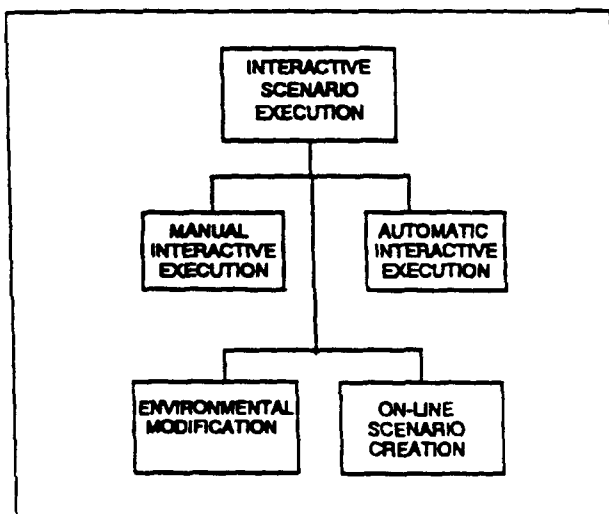 INTERACTIVE
SCENARIO
EXECUTION
MANUAL
INTERACTIVE
EXECUTION
AUTOMATIC
INTERACTIVE
EXECUTION
ENVIRONMENTAL
MODIFICATION
ON-LINE
SCENARIO
CREATION